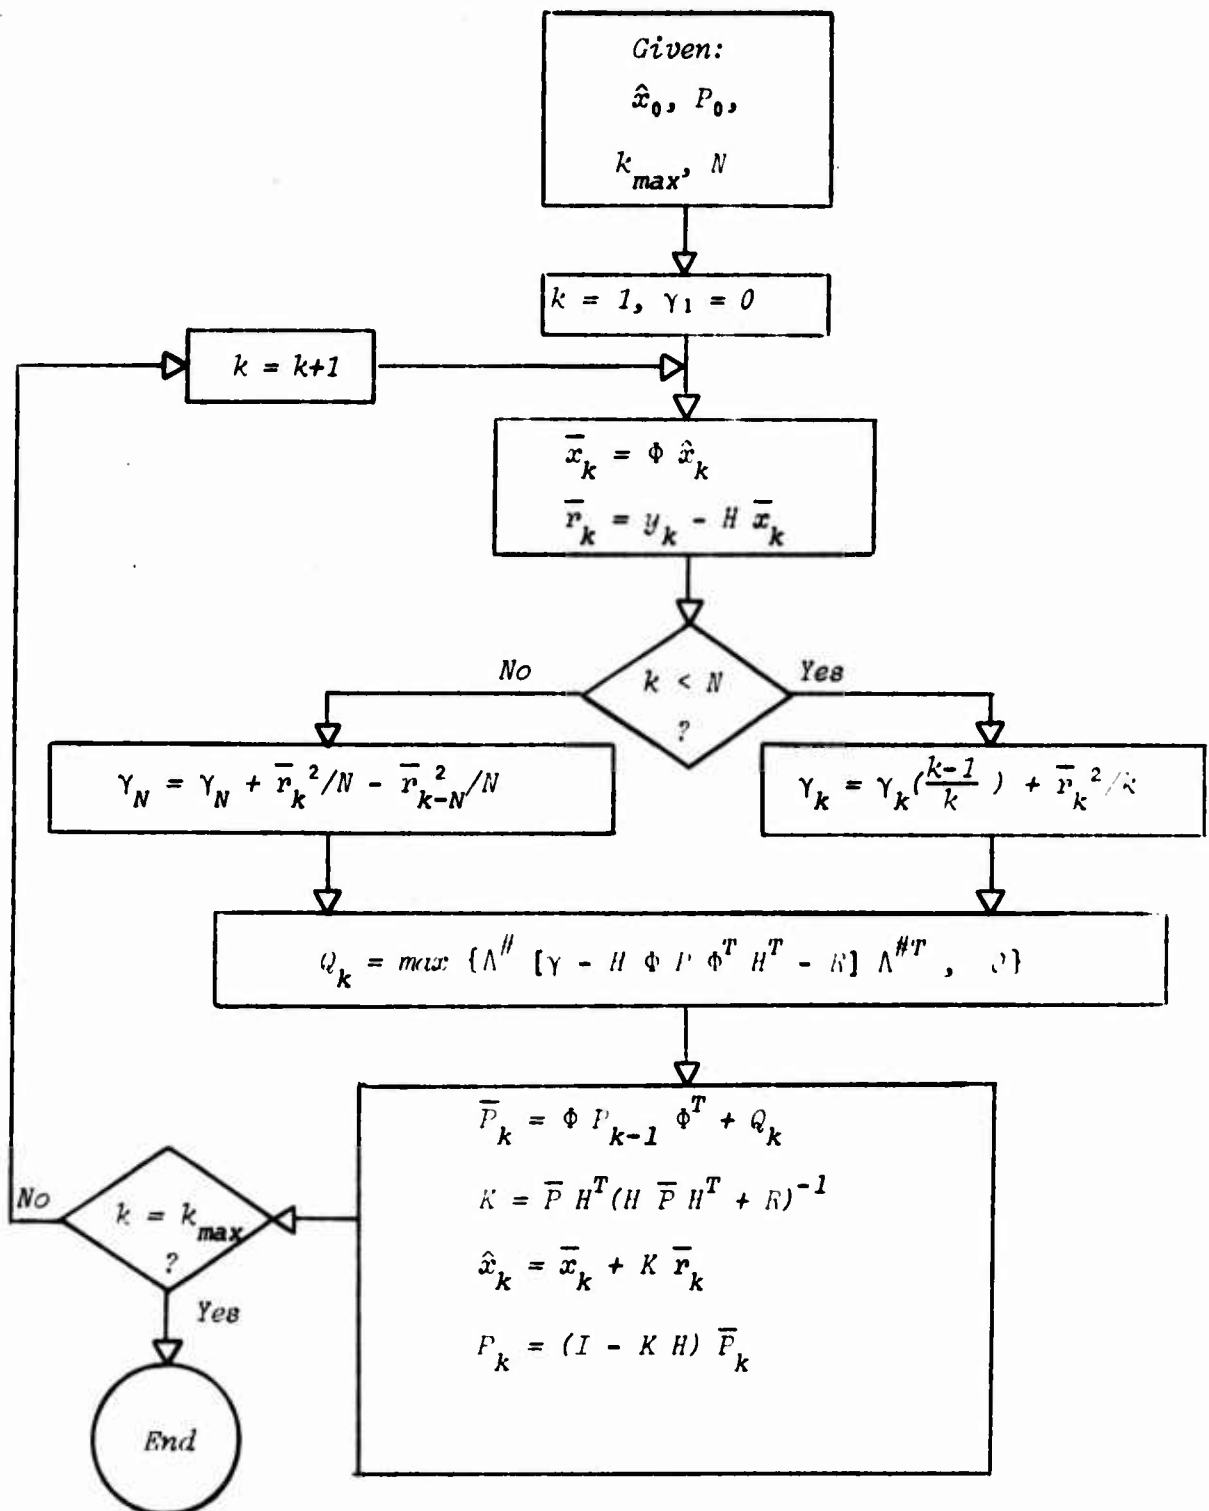 Given:
x̂₀, P₀,
k_max, N
k = 1, γ₁ = 0
k = k+1
x̄_k = Φ x̂_k
r̄_k = y_k - H x̄_k
k < N
?
No
Yes
γ_N = γ_N + r̄_k²/N - r̄²_{k-N}/N
γ_k = γ_k(\frac{k-1}{k}) + r̄_k²/k
Q_k = max {Λ^# [γ - H Φ P Φ^T H^T - R] Λ^{#T}, 0}
P̄_k = Φ P_{k-1} Φ^T + Q_k
K = P̄ H^T(H P̄ H^T + R)^{-1}
x̂_k = x̄_k + K r̄_k
P_k = (I - K H) P̄_k
No
k = k_max
?
Yes
End